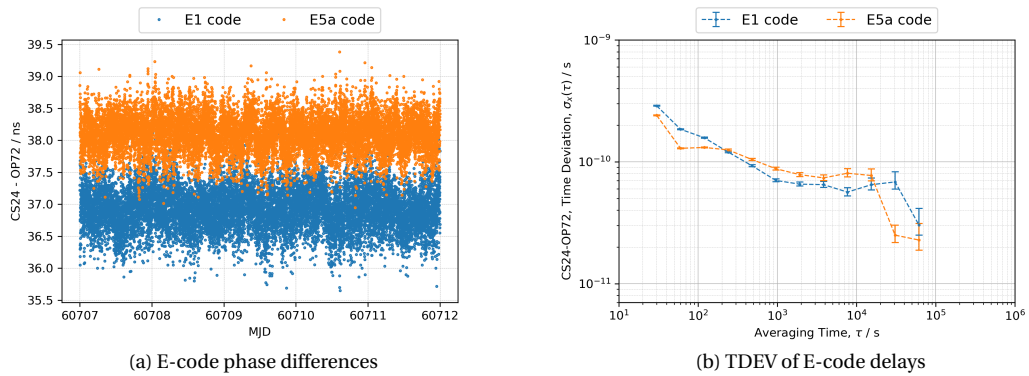 E1 code E5a code
39.5
39.0
38.5
38.0
37.5
37.0
36.5
36.0
35.5
CS24 - OP72 / ns
60707 60708 60709 60710 60711 60712
MJD
(a) E-code phase differences
E1 code E5a code
10⁻⁹
10⁻¹⁰
10⁻¹¹
CS24-OP72, Time Deviation, σₓ(τ) / s
10¹ 10² 10³ 10⁴ 10⁵ 10⁶
Averaging Time, τ / s
(b) TDEV of E-code delays